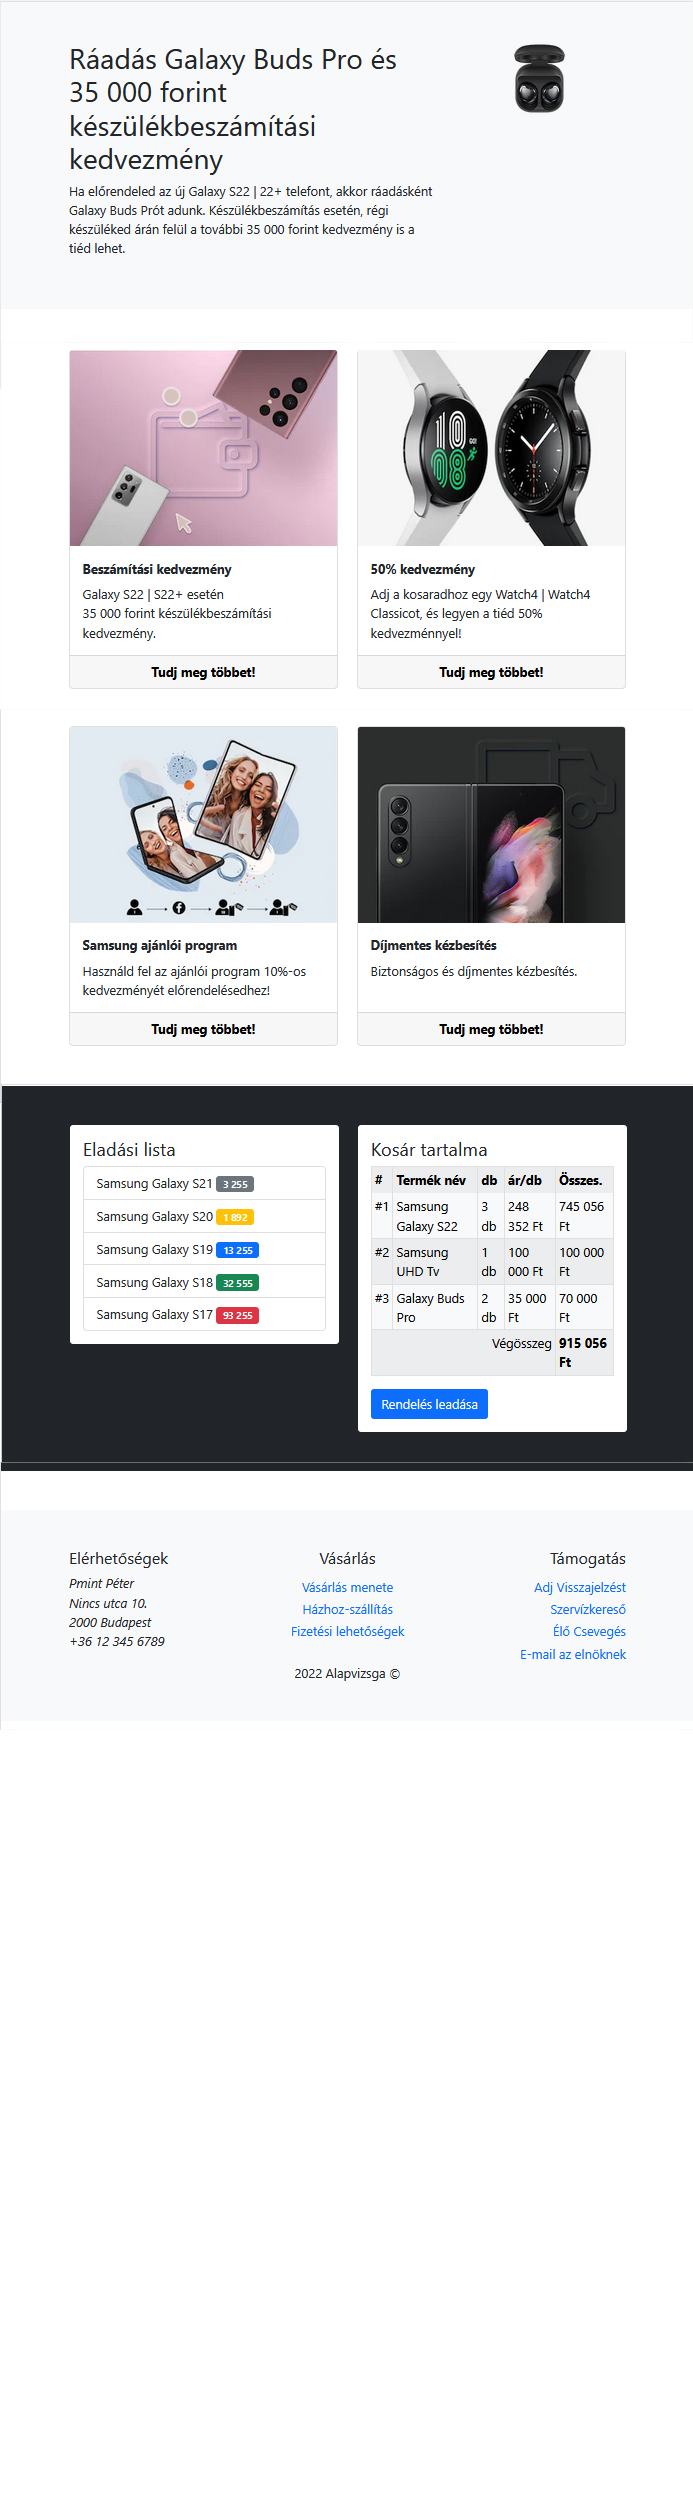 Ráadás Galaxy Buds Pro és
35 000 forint
készülékbeszámítási
kedvezmény
Ha előrendeled az új Galaxy S22 | 22+ telefont, akkor ráadásként
Galaxy Buds Prót adunk. Készülékbeszámítás esetén, régi
készüléked árán felül a további 35 000 forint kedvezmény is a
tiéd lehet.
10
08
GO!
Beszámítási kedvezmény
Galaxy S22 | S22+ esetén
35 000 forint készülékbeszámítási
kedvezmény.
Tudj meg többet!
50% kedvezmény
Adj a kosaradhoz egy Watch4 | Watch4
Classicot, és legyen a tiéd 50%
kedvezménnyel!
Tudj meg többet!
Samsung ajánlói program
Használd fel az ajánlói program 10%-os
kedvezményét előrendelésedhez!
Tudj meg többet!
Díjmentes kézbesítés
Biztonságos és díjmentes kézbesítés.
Tudj meg többet!
Eladási lista
Samsung Galaxy S21 3 255
Samsung Galaxy S20 1 892
Samsung Galaxy S19 13 255
Samsung Galaxy S18 32 555
Samsung Galaxy S17 93 255
Kosár tartalma
# Termék név db ár/db Összes.
#1 Samsung Galaxy S22 3 db 248 352 Ft 745 056 Ft
#2 Samsung UHD Tv 1 db 100 000 Ft 100 000 Ft
#3 Galaxy Buds Pro 2 db 35 000 Ft 70 000 Ft
Végösszeg 915 056 Ft
Rendelés leadása
Elérhetőségek
Pmint Péter
Nincs utca 10.
2000 Budapest
+36 12 345 6789
Vásárlás
Vásárlás menete
Házhoz-szállítás
Fizetési lehetőségek
Támogatás
Adj Visszajelzést
Szervízkereső
Élő Csevegés
E-mail az elnöknek
2022 Alapvizsga ©